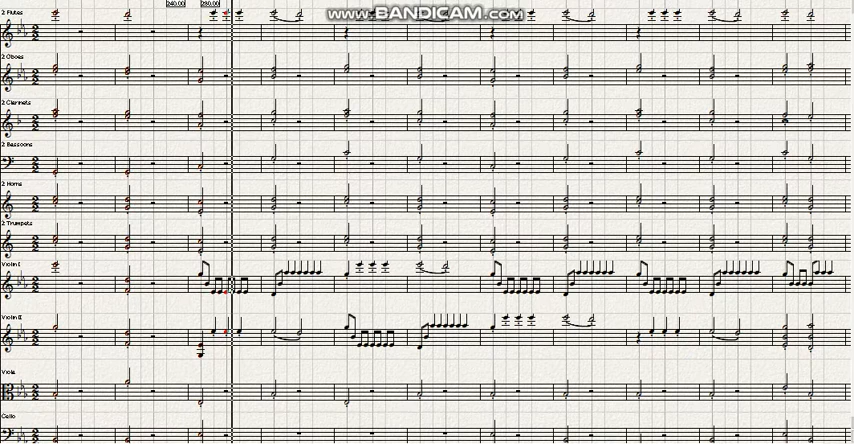 240.00 280.00
www.BANDICAM.com
2 Flutes
2 Oboes
2 Clarinets
2 Bassoons
2 Horns
2 Trumpets
Violin I
Violin II
Viola
Cello